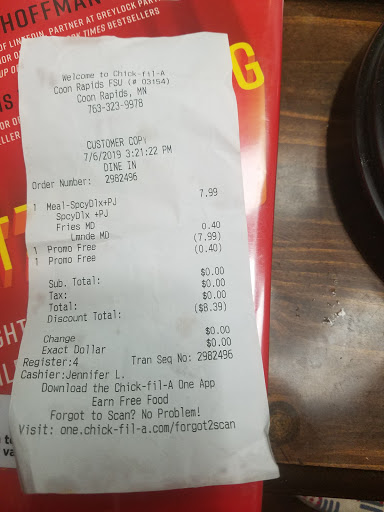 HOFFMAN
OF LINKEDIN, PARTNER AT GREYLOCK PAR
YORK TIMES BESTSELLERS
Welcome to Chick-fil-A
Coon Rapids FSU (# 03154)
Coon Rapids, MN
763-323-9978
CUSTOMER COPY
7/6/2019 3:21:22 PM
DINE IN
Order Number: 2982496
1 Meal-SpcyDlx+PJ 7.99
SpcyDlx +PJ
Fries MD
Lmnde MD 0.40
1 Promo Free (7.99)
1 Promo Free (0.40)
Sub. Total: $0.00
Tax: $0.00
Total: $0.00
Discount Total: ($8.39)
Change $0.00
Exact Dollar $0.00
Register:4 Tran Seq No: 2982496
Cashier:Jennifer L.
Download the Chick-fil-A One App
Earn Free Food
Forgot to Scan? No Problem!
Visit: one.chick-fil-a.com/forgot2scan